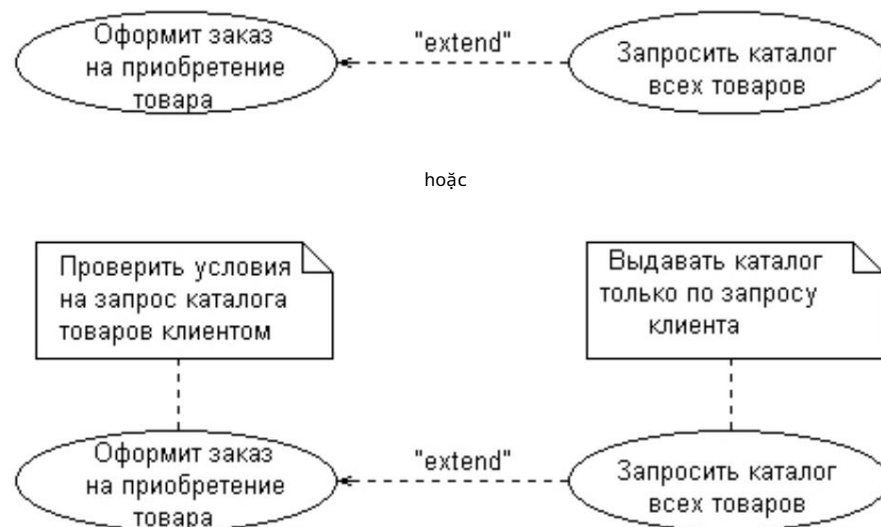 Оформит заказ
на приобретение
товара
"extend"
Запросить каталог
всех товаров
hoặc
Проверить условия
на запрос каталога
товаров клиентом
Выдавать каталог
только по запросу
клиента
Оформит заказ
на приобретение
товара
"extend"
Запросить каталог
всех товаров